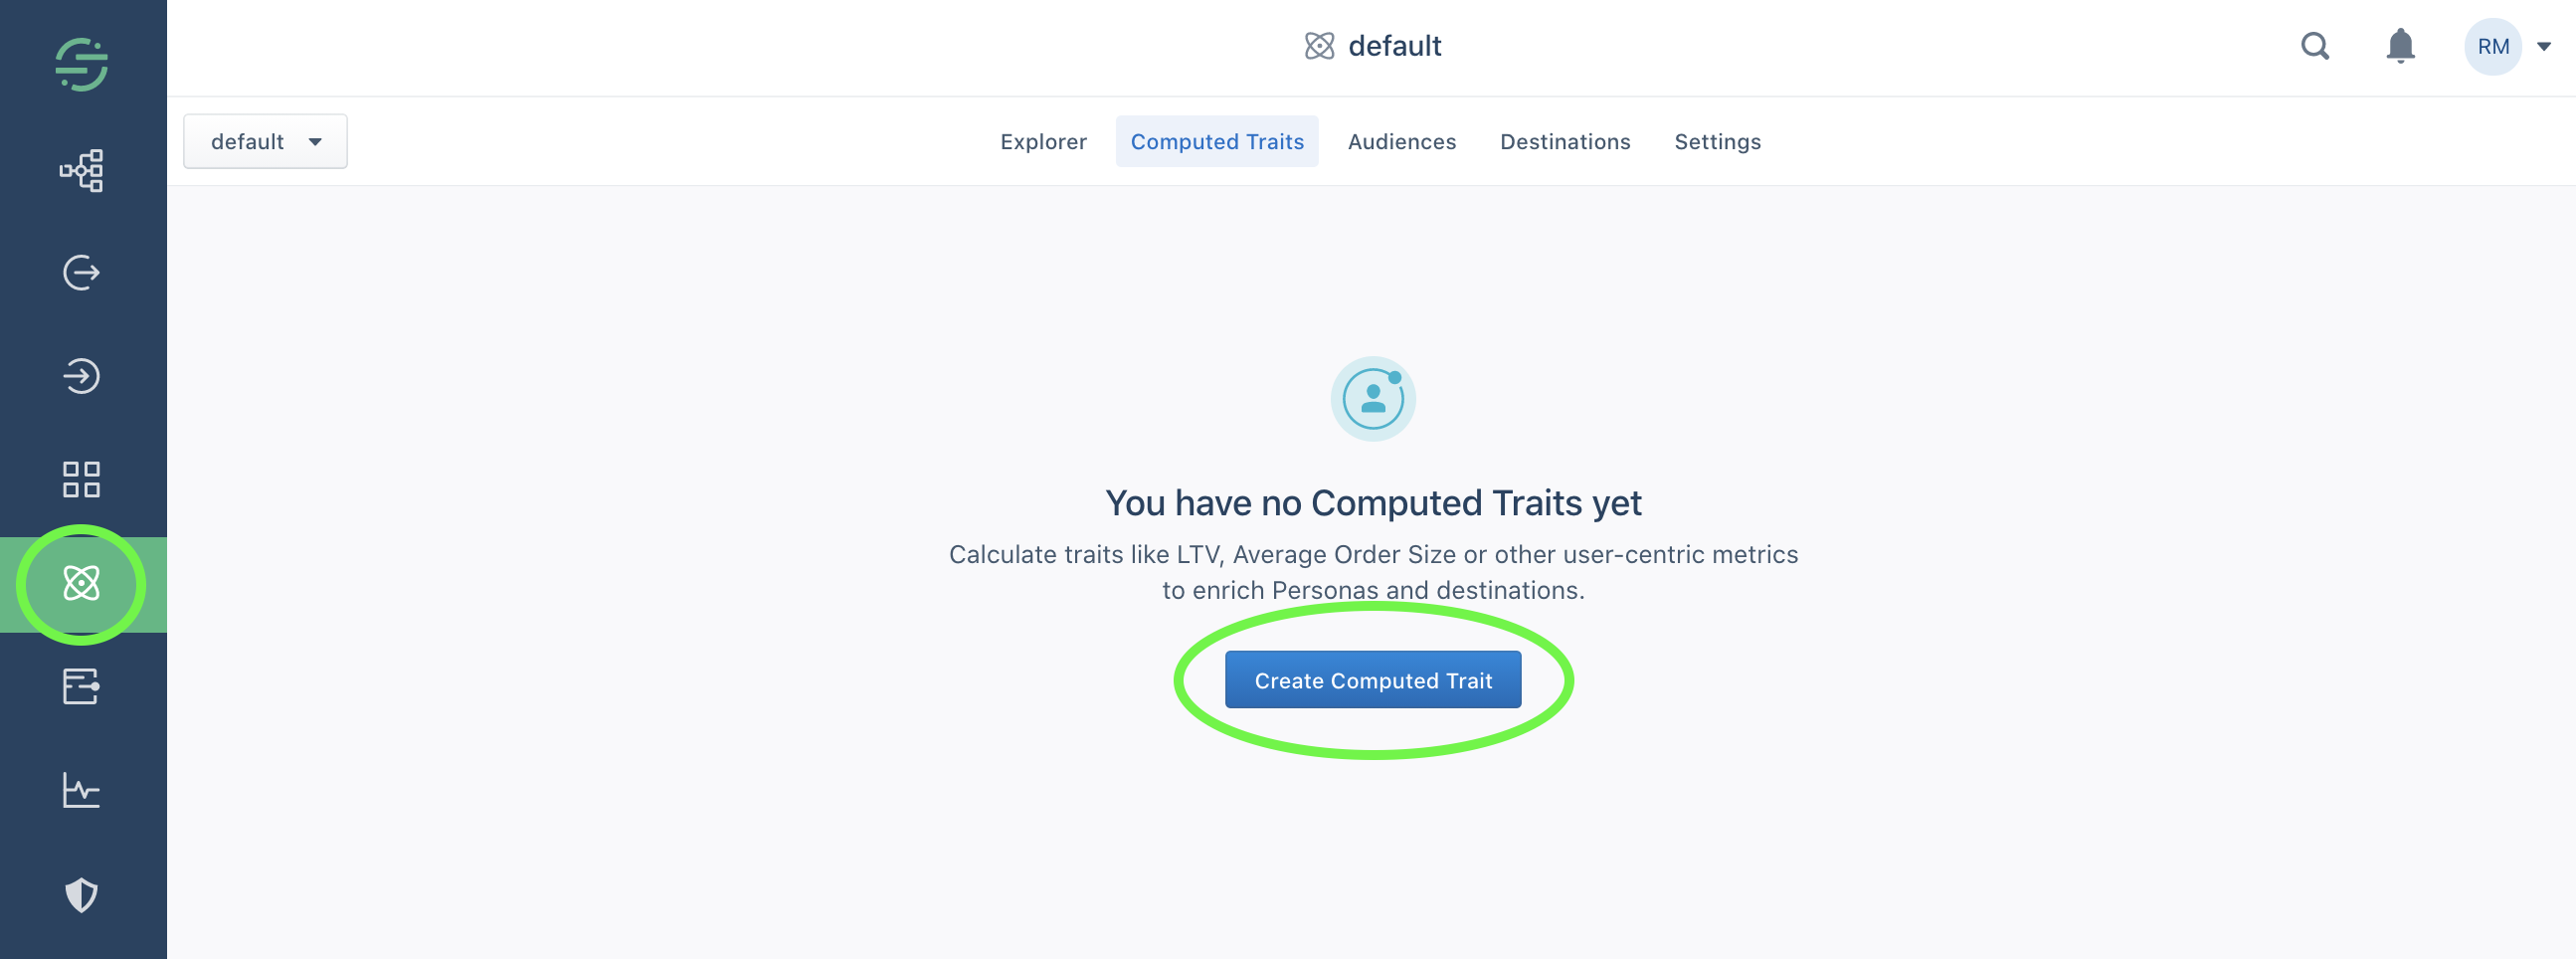 default
RM
default
Explorer Computed Traits Audiences Destinations Settings
You have no Computed Traits yet
Calculate traits like LTV, Average Order Size or other user-centric metrics
to enrich Personas and destinations.
Create Computed Trait